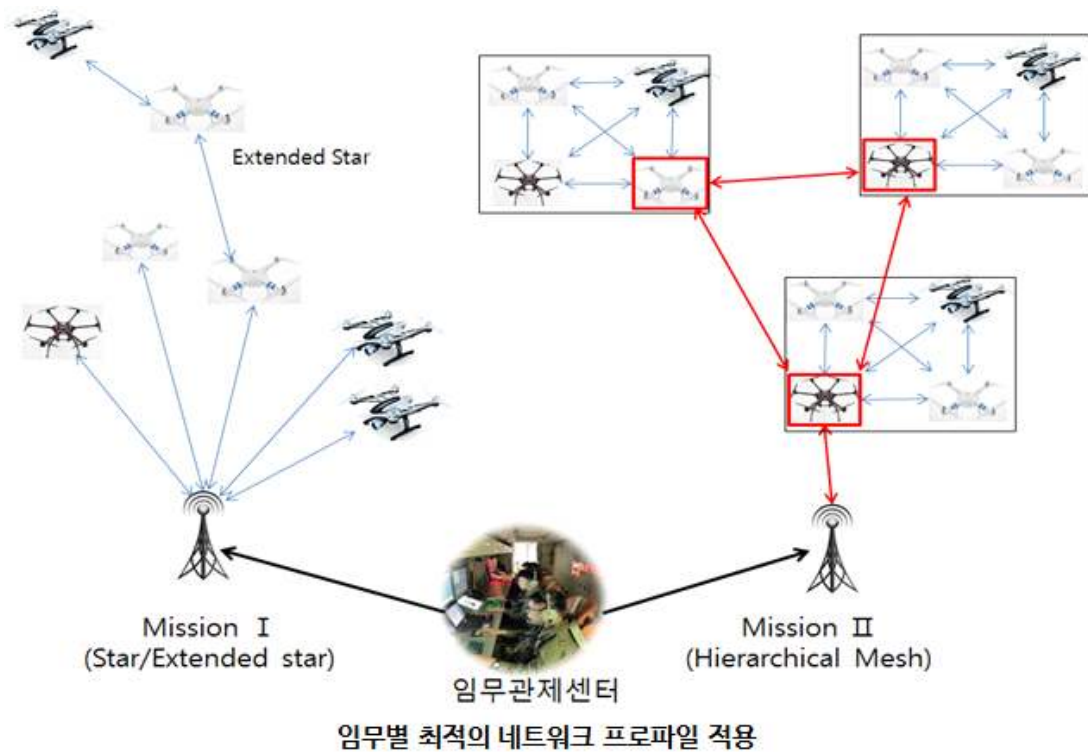 Extended Star
Mission Ⅰ
(Star/Extended star)
Mission Ⅱ
(Hierarchical Mesh)
임무관제센터
임무별 최적의 네트워크 프로파일 적용